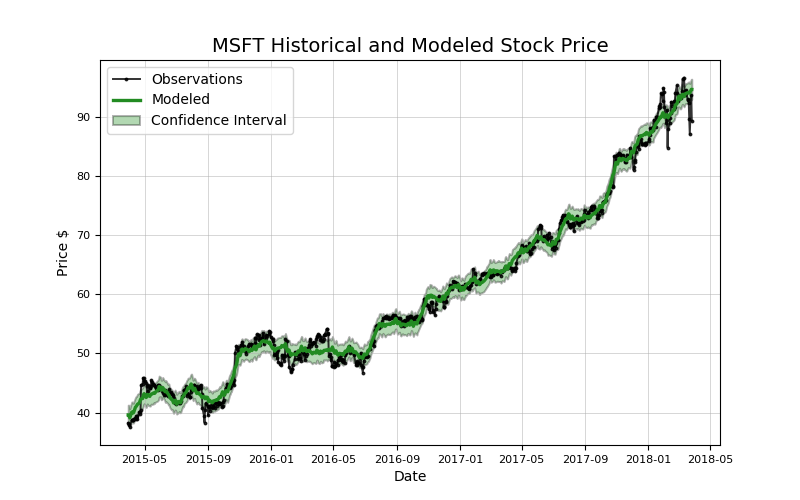 MSFT Historical and Modeled Stock Price
Observations
Modeled
Confidence Interval
Price $
90
80
70
60
50
40
2015-05 2015-09 2016-01 2016-05 2016-09 2017-01 2017-05 2017-09 2018-01 2018-05
Date